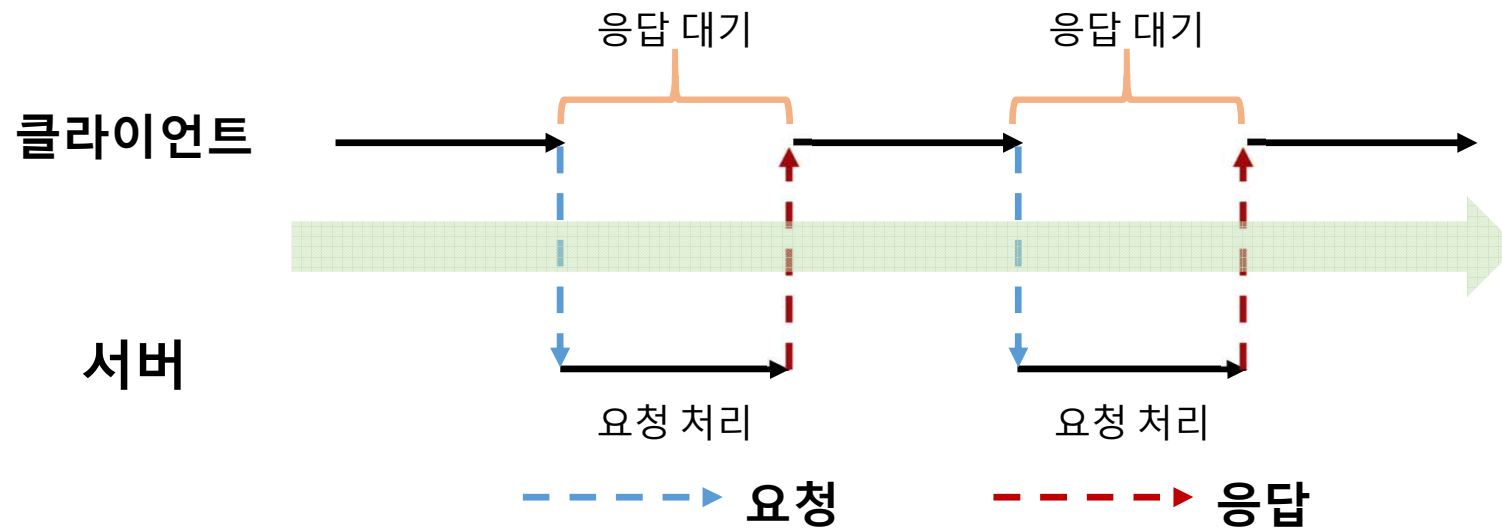 응답 대기
응답 대기
클라이언트
서버
요청 처리
요청 처리
요청
응답